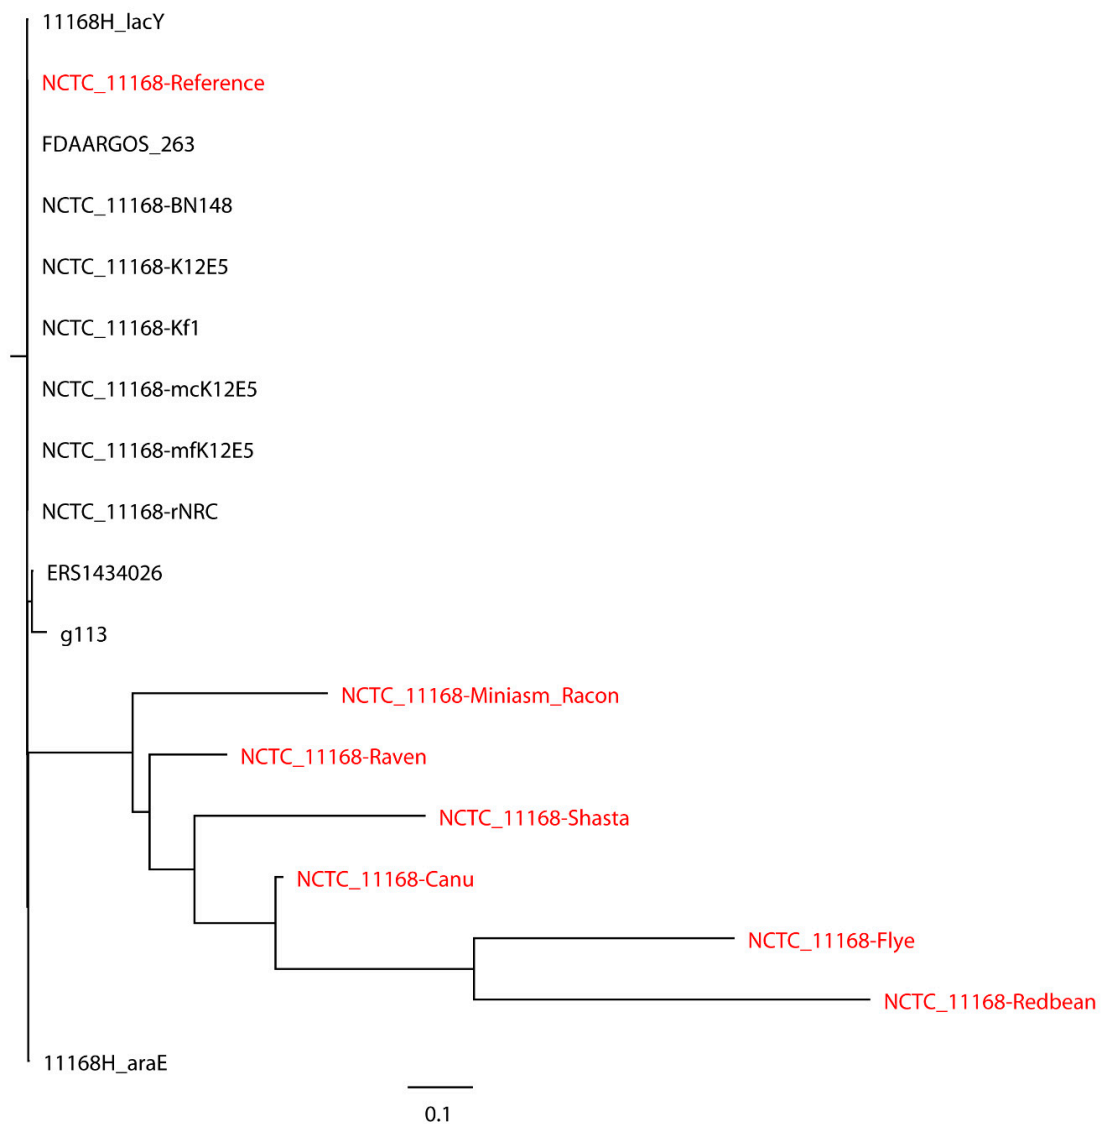 11168H_lacY
NCTC_11168-Reference
FDAARGOS_263
NCTC_11168-BN148
NCTC_11168-K12E5
NCTC_11168-Kf1
NCTC_11168-mcK12E5
NCTC_11168-mfK12E5
NCTC_11168-rNRC
ERS1434026
g113
NCTC_11168-Miniasm_Racon
NCTC_11168-Raven
NCTC_11168-Shasta
NCTC_11168-Canu
NCTC_11168-Flye
NCTC_11168-Redbean
11168H_araE
0.1